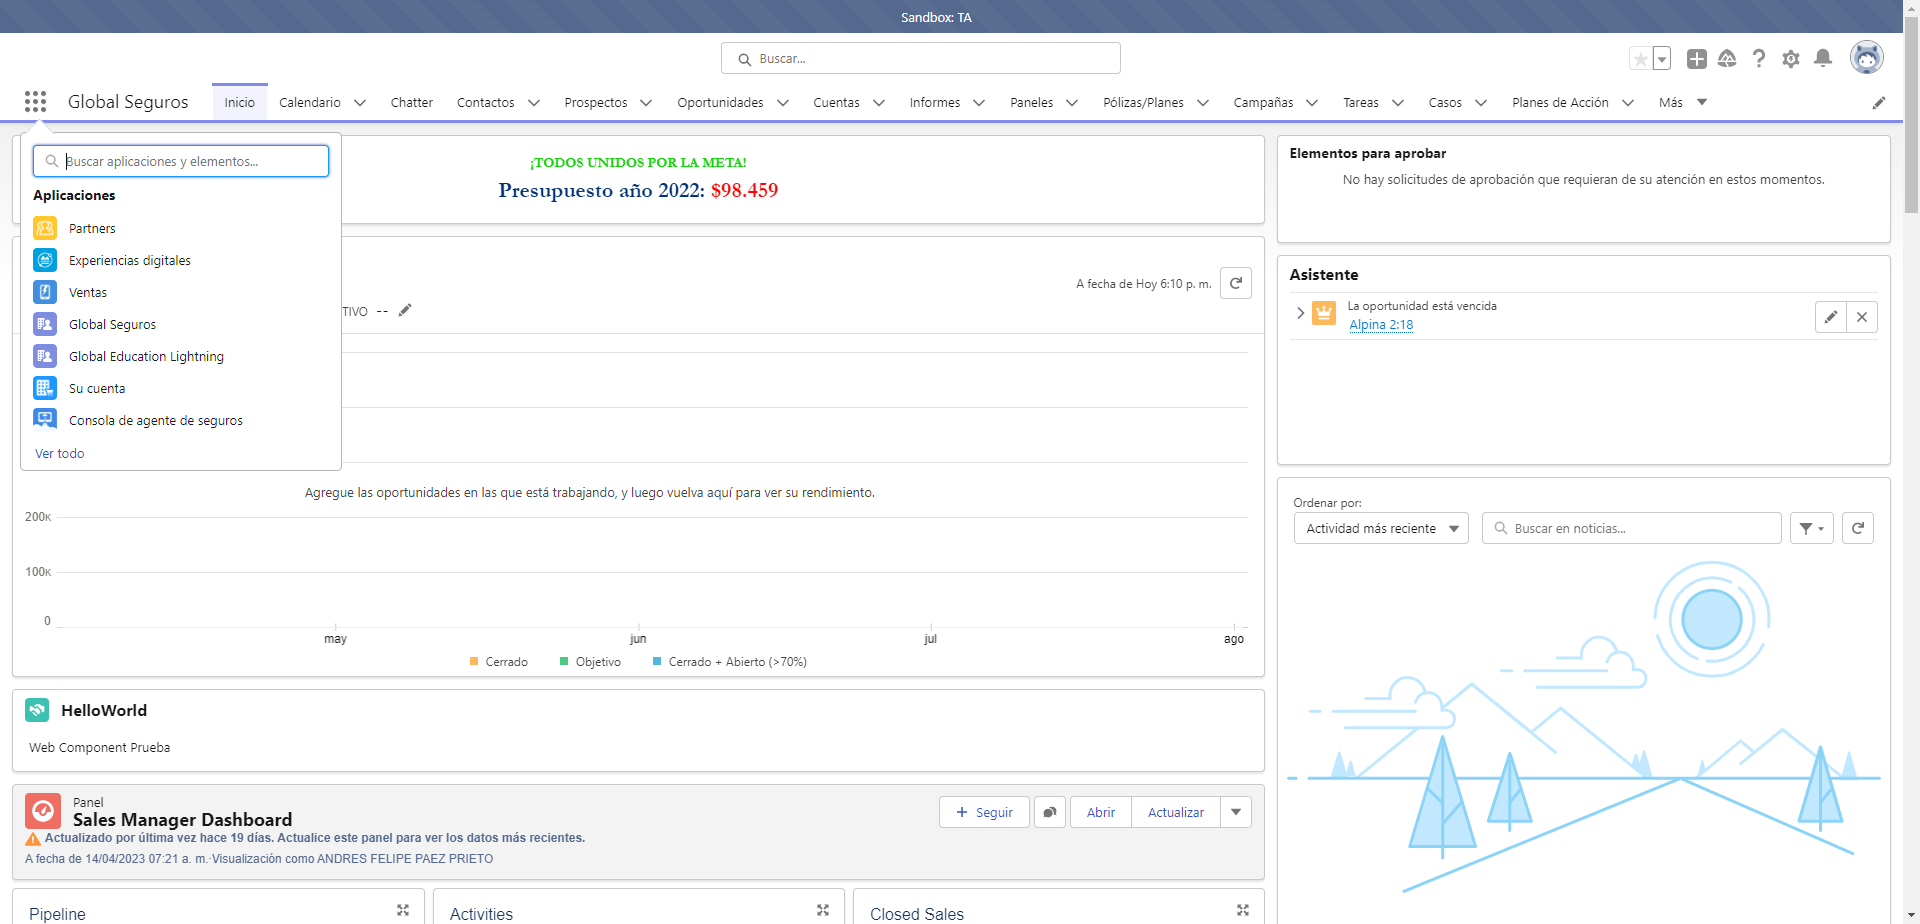 Sandbox: TA
Buscar...
Global Seguros
Inicio
Calendario
Chatter
Contactos
Prospectos
Oportunidades
Cuentas
Informes
Paneles
Pólizas/Planes
Campañas
Tareas
Casos
Planes de Acción
Más
Buscar aplicaciones y elementos...
Aplicaciones
Partners
Experiencias digitales
Ventas
Global Seguros
Global Education Lightning
Su cuenta
Consola de agente de seguros
Ver todo
¡TODOS UNIDOS POR LA META!
Presupuesto año 2022: $98.459
A fecha de Hoy 6:10 p. m.
TIVO --
Agregue las oportunidades en las que está trabajando, y luego vuelva aquí para ver su rendimiento.
200K
100K
0
may
jun
jul
ago
Cerrado
Objetivo
Cerrado + Abierto (>70%)
HelloWorld
Web Component Prueba
Panel
Sales Manager Dashboard
Actualizado por última vez hace 19 días. Actualice este panel para ver los datos más recientes.
A fecha de 14/04/2023 07:21 a. m.·Visualización como ANDRES FELIPE PAEZ PRIETO
Seguir
Abrir
Actualizar
Pipeline
Activities
Closed Sales
Elementos para aprobar
No hay solicitudes de aprobación que requieran de su atención en estos momentos.
Asistente
La oportunidad está vencida
Alpina 2:18
Ordenar por:
Actividad más reciente
Buscar en noticias...